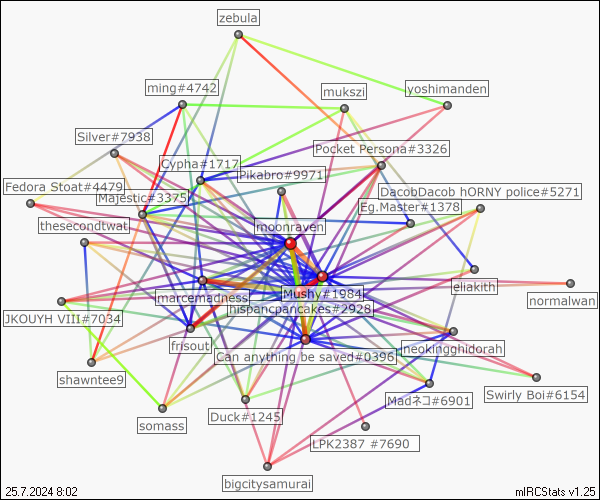 zebula
ming#4742
mukszi
yoshimanden
Silver#7938
Pocket Persona#3326
Cypha#1717
Pikabro#9971
Fedora Stoat#4479
DacobDacob hORNY police#5271
Majestic#3375
Eg.Master#1378
thesecondtwat
moonraven
eliakith
marcemadness
Mushy#1984
normalwan
hispancpancakes#2928
JKOUYH VIII#7034
frisout
neokingghidorah
Can anything be saved#0396
shawntee9
Swirly Boi#6154
Madネコ#6901
somass
Duck#1245
LPK2387 #7690
bigcitysamurai
25.7.2024 8:02
mIRCStats v1.25